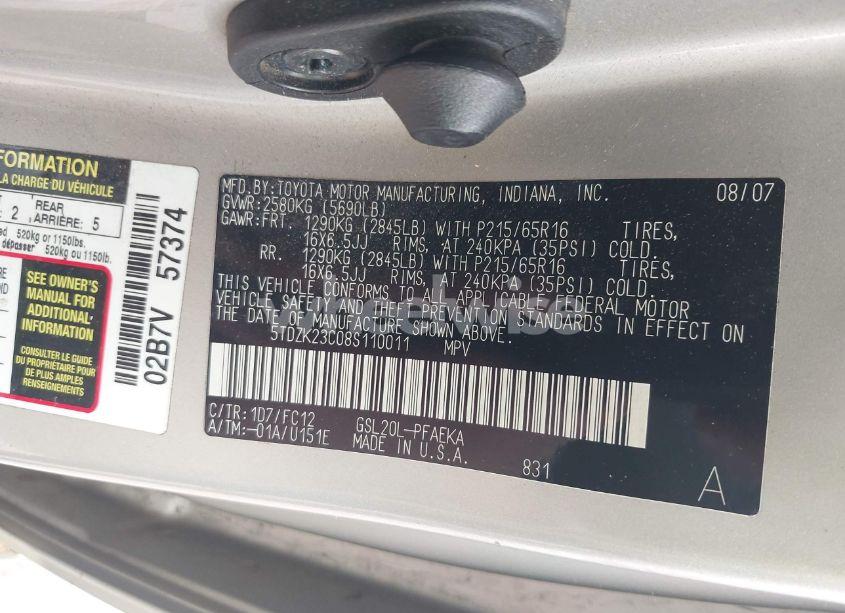 FORMATION
LA CHARGE DU VÉHICULE
2
REAR
ARRIÈRE:
5
520kg or 1150lbs.
dépasser 520kg ou 1150lb.
SEE OWNER'S
MANUAL FOR
ADDITIONAL
INFORMATION
CONSULTER LE GUIDE
DU PROPRIÉTAIRE POUR
DE PLUS AMPLES
RENSEIGNEMENTS
02B7V 57374
MFD.BY:TOYOTA MOTOR MANUFACTURING, INDIANA, INC. 08/07
GVWR:2580KG (5690LB)
GAWR:FRT. 1290KG (2845LB) WITH P215/65R16 TIRES,
16X6.5JJ RIMS, AT 240KPA (35PSI) COLD.
RR. 1290KG (2845LB) WITH P215/65R16 TIRES,
16X6.5JJ RIMS, AT 240KPA (35PSI) COLD.
THIS VEHICLE CONFORMS TO ALL APPLICABLE FEDERAL MOTOR
VEHICLE SAFETY AND THEFT PREVENTION STANDARDS IN EFFECT ON
THE DATE OF MANUFACTURE SHOWN ABOVE.
5TDZK23C08S110011 MPV
C/TR: 1D7/FC12 GSL20L-PFAEKA
A/TM:-01A/U151E MADE IN U.S.A.
831
A